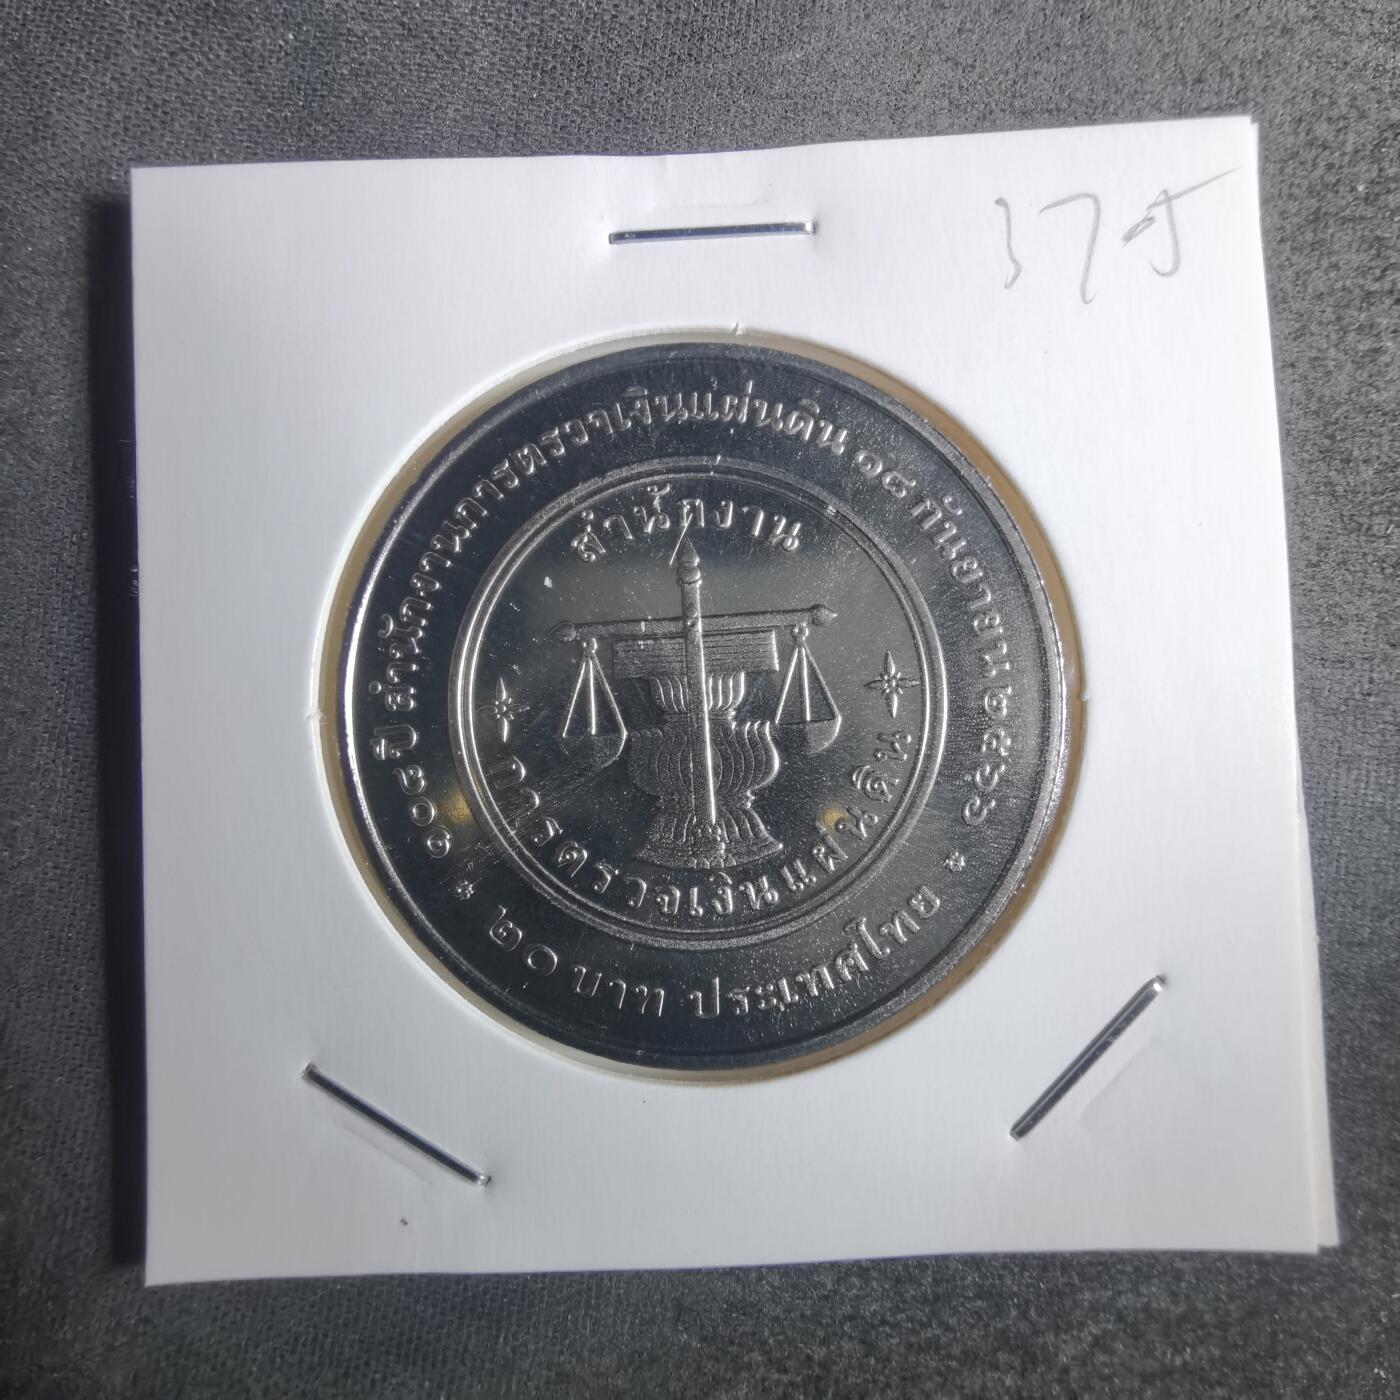 375
๑๐๘ ปี สำนักงานการตรวจเงินแผ่นดิน ๑๘ กันยายน ๒๕๖๖
สำนักงาน
การตรวจเงินแผ่นดิน
๒๐ บาท ประเทศไทย